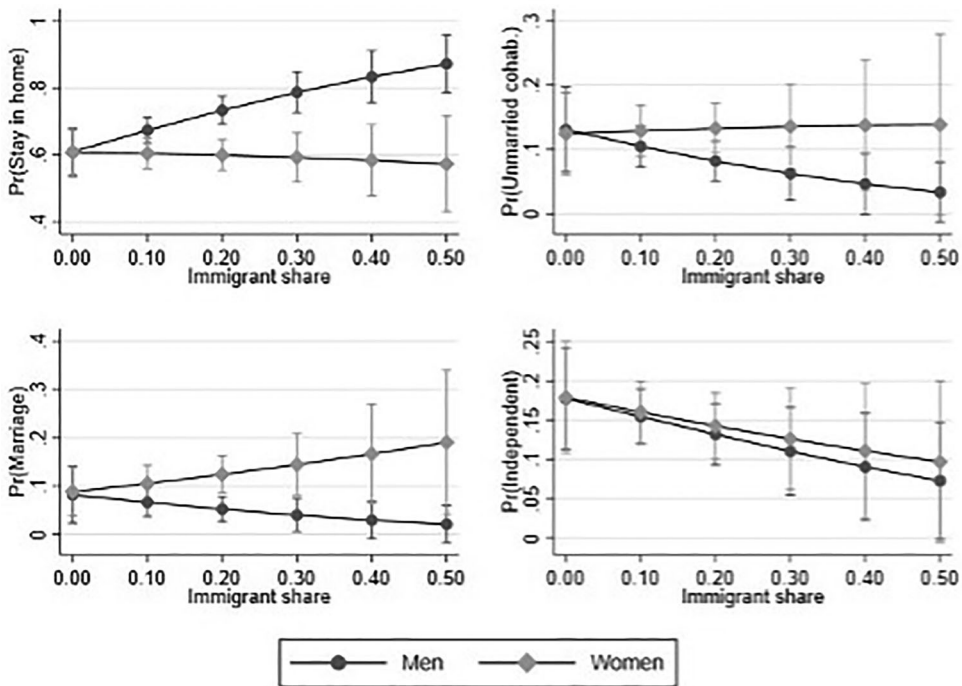 Pr(Stay in home)
1
.8
.6
.4
0.00 0.10 0.20 0.30 0.40 0.50
Immigrant share
Pr(Unmarried cohab.)
.3
.2
.1
0
0.00 0.10 0.20 0.30 0.40 0.50
Immigrant share
Pr(Marriage)
.4
.3
.2
.1
0
0.00 0.10 0.20 0.30 0.40 0.50
Immigrant share
Pr(Independent)
.25
.2
.15
.1
.05
0
0.00 0.10 0.20 0.30 0.40 0.50
Immigrant share
Men Women